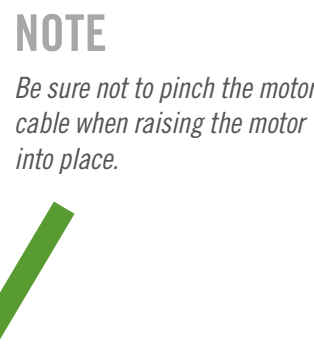 NOTE
Be sure not to pinch the motor
cable when raising the motor
into place.